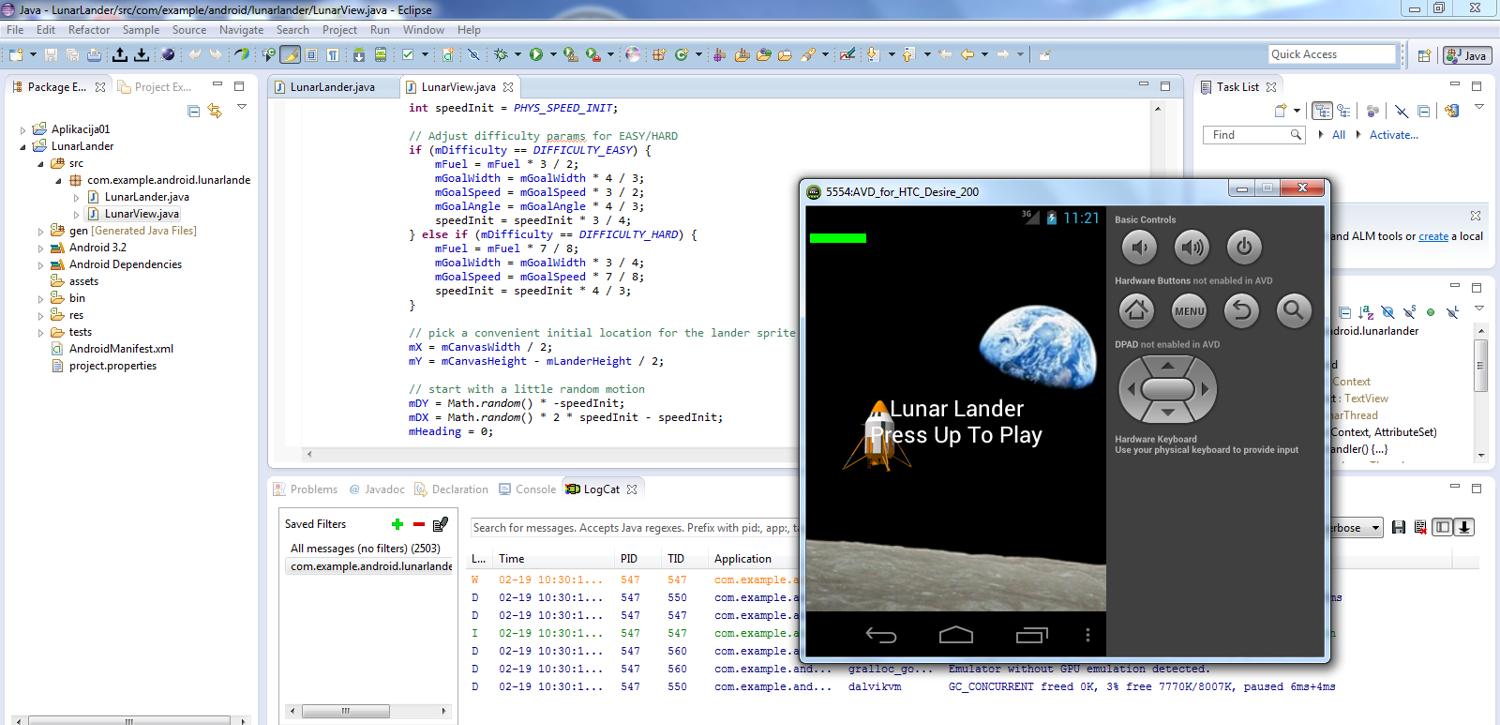 Java - LunarLander/src/com/example/android/lunarlander/LunarView.java - Eclipse
File Edit Refactor Sample Source Navigate Search Project Run Window Help
Quick Access
Java
Package E...
Project Ex...
Aplikacija01
LunarLander
src
com.example.android.lunarlande
LunarLander.java
LunarView.java
gen [Generated Java Files]
Android 3.2
Android Dependencies
assets
bin
res
tests
AndroidManifest.xml
project.properties
LunarLander.java
LunarView.java
int speedInit = PHYS_SPEED_INIT;
// Adjust difficulty params for EASY/HARD
if (mDifficulty == DIFFICULTY_EASY) {
mFuel = mFuel * 3 / 2;
mGoalWidth = mGoalWidth * 4 / 3;
mGoalSpeed = mGoalSpeed * 3 / 2;
mGoalAngle = mGoalAngle * 4 / 3;
speedInit = speedInit * 3 / 4;
} else if (mDifficulty == DIFFICULTY_HARD) {
mFuel = mFuel * 7 / 8;
mGoalWidth = mGoalWidth * 3 / 4;
mGoalSpeed = mGoalSpeed * 7 / 8;
speedInit = speedInit * 4 / 3;
}
// pick a convenient initial location for the lander sprite
mX = mCanvasWidth / 2;
mY = mCanvasHeight - mLanderHeight / 2;
// start with a little random motion
mDY = Math.random() * -speedInit;
mDX = Math.random() * 2 * speedInit - speedInit;
mHeading = 0;
Task List
Find
All
Activate...
and ALM tools or create a local
android.lunarlander
Context
: TextView
narThread
Context, AttributeSet)
andler() {...}
5554:AVD_for_HTC_Desire_200
3G
11:21
Lunar Lander
Press Up To Play
Basic Controls
Hardware Buttons not enabled in AVD
MENU
DPAD not enabled in AVD
Hardware Keyboard
Use your physical keyboard to provide input
Problems @ Javadoc Declaration Console LogCat
Saved Filters
All messages (no filters) (2503)
com.example.android.lunarlande
Search for messages. Accepts Java regexes. Prefix with pid:, app:, ta
erbose
L... Time PID TID Application
W 02-19 10:30:1... 547 547 com.example.a
D 02-19 10:30:1... 547 550 com.example.a ms
D 02-19 10:30:1... 547 547 com.example.a
I 02-19 10:30:1... 547 547 com.example.a
D 02-19 10:30:1... 547 560 com.example.a
D 02-19 10:30:1... 547 560 com.example.and... gralloc_go... Emulator without GPU emulation detected.
D 02-19 10:30:1... 547 550 com.example.and... dalvikvm GC_CONCURRENT freed 0K, 3% free 7770K/8007K, paused 6ms+4ms